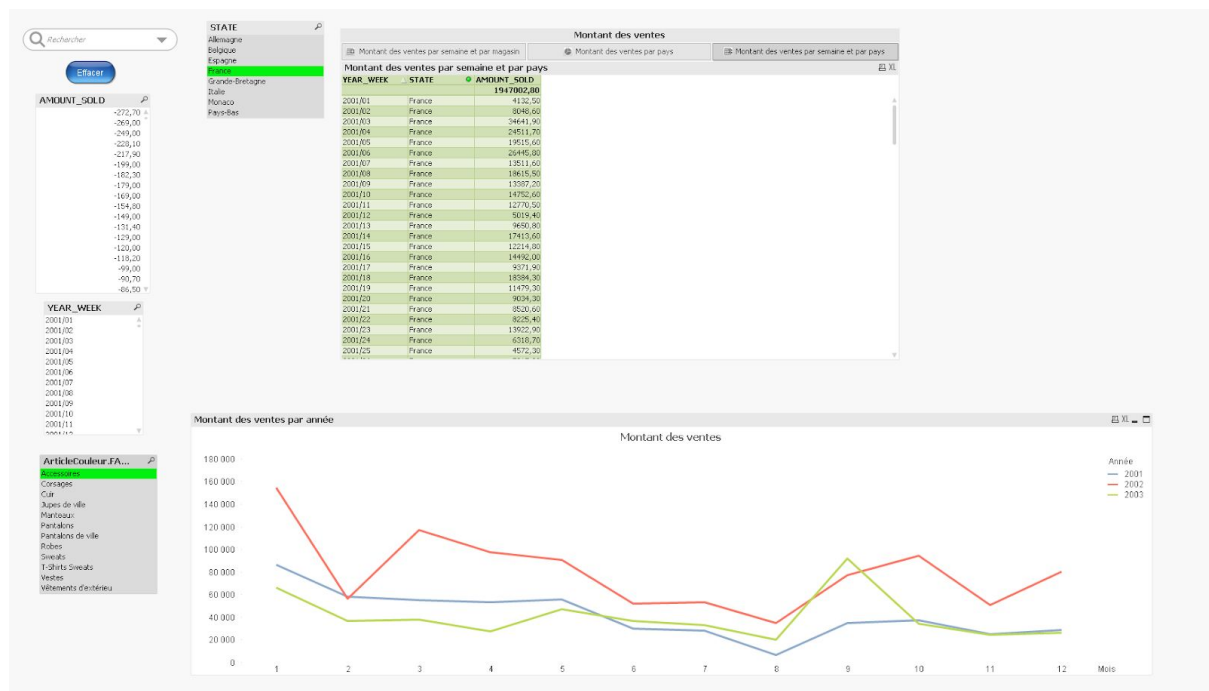 Rechercher
Effacer
AMOUNT_SOLD
-272,70
-269,00
-249,00
-228,10
-217,90
-199,00
-182,30
-179,00
-169,00
-154,80
-149,00
-131,40
-129,00
-120,00
-118,20
-99,00
-90,70
-86,50
YEAR_WEEK
2001/01
2001/02
2001/03
2001/04
2001/05
2001/06
2001/07
2001/08
2001/09
2001/10
2001/11
ArticleCouleur.FA...
Accessoires
Corsages
Cuir
Jupes de ville
Manteaux
Pantalons
Pantalons de ville
Robes
Sweats
T-Shirts Sweats
Vestes
Vêtements d'extérieu
STATE
Allemagne
Belgique
Espagne
France
Grande-Bretagne
Italie
Monaco
Pays-Bas
Montant des ventes
Montant des ventes par semaine et par magasin Montant des ventes par pays Montant des ventes par semaine et par pays
Montant des ventes par semaine et par pays XL
YEAR_WEEK STATE AMOUNT_SOLD
1947002,80
2001/01 France 4132,50
2001/02 France 8048,60
2001/03 France 34641,90
2001/04 France 24511,70
2001/05 France 19515,60
2001/06 France 26445,80
2001/07 France 13511,60
2001/08 France 18615,50
2001/09 France 13387,20
2001/10 France 14752,60
2001/11 France 12770,50
2001/12 France 5019,40
2001/13 France 9650,80
2001/14 France 17413,60
2001/15 France 12214,80
2001/16 France 14492,00
2001/17 France 9371,90
2001/18 France 18384,30
2001/19 France 11479,30
2001/20 France 9034,30
2001/21 France 8520,60
2001/22 France 8225,40
2001/23 France 13922,90
2001/24 France 6318,70
2001/25 France 4572,30
Montant des ventes par année XL
Montant des ventes
180 000
160 000
140 000
120 000
100 000
80 000
60 000
40 000
20 000
0
1 2 3 4 5 6 7 8 9 10 11 12 Mois
Année
2001
2002
2003